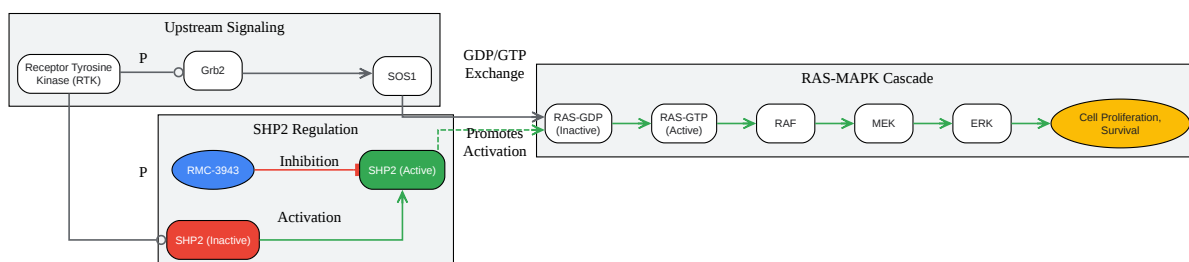 Upstream Signaling
Receptor Tyrosine
Kinase (RTK)
P
Grb2
SOS1
GDP/GTP
Exchange
RAS-MAPK Cascade
RAS-GDP
(Inactive)
RAS-GTP
(Active)
RAF
MEK
ERK
Cell Proliferation,
Survival
SHP2 Regulation
Promotes
Activation
P
RMC-3943
Inhibition
SHP2 (Active)
Activation
SHP2 (Inactive)